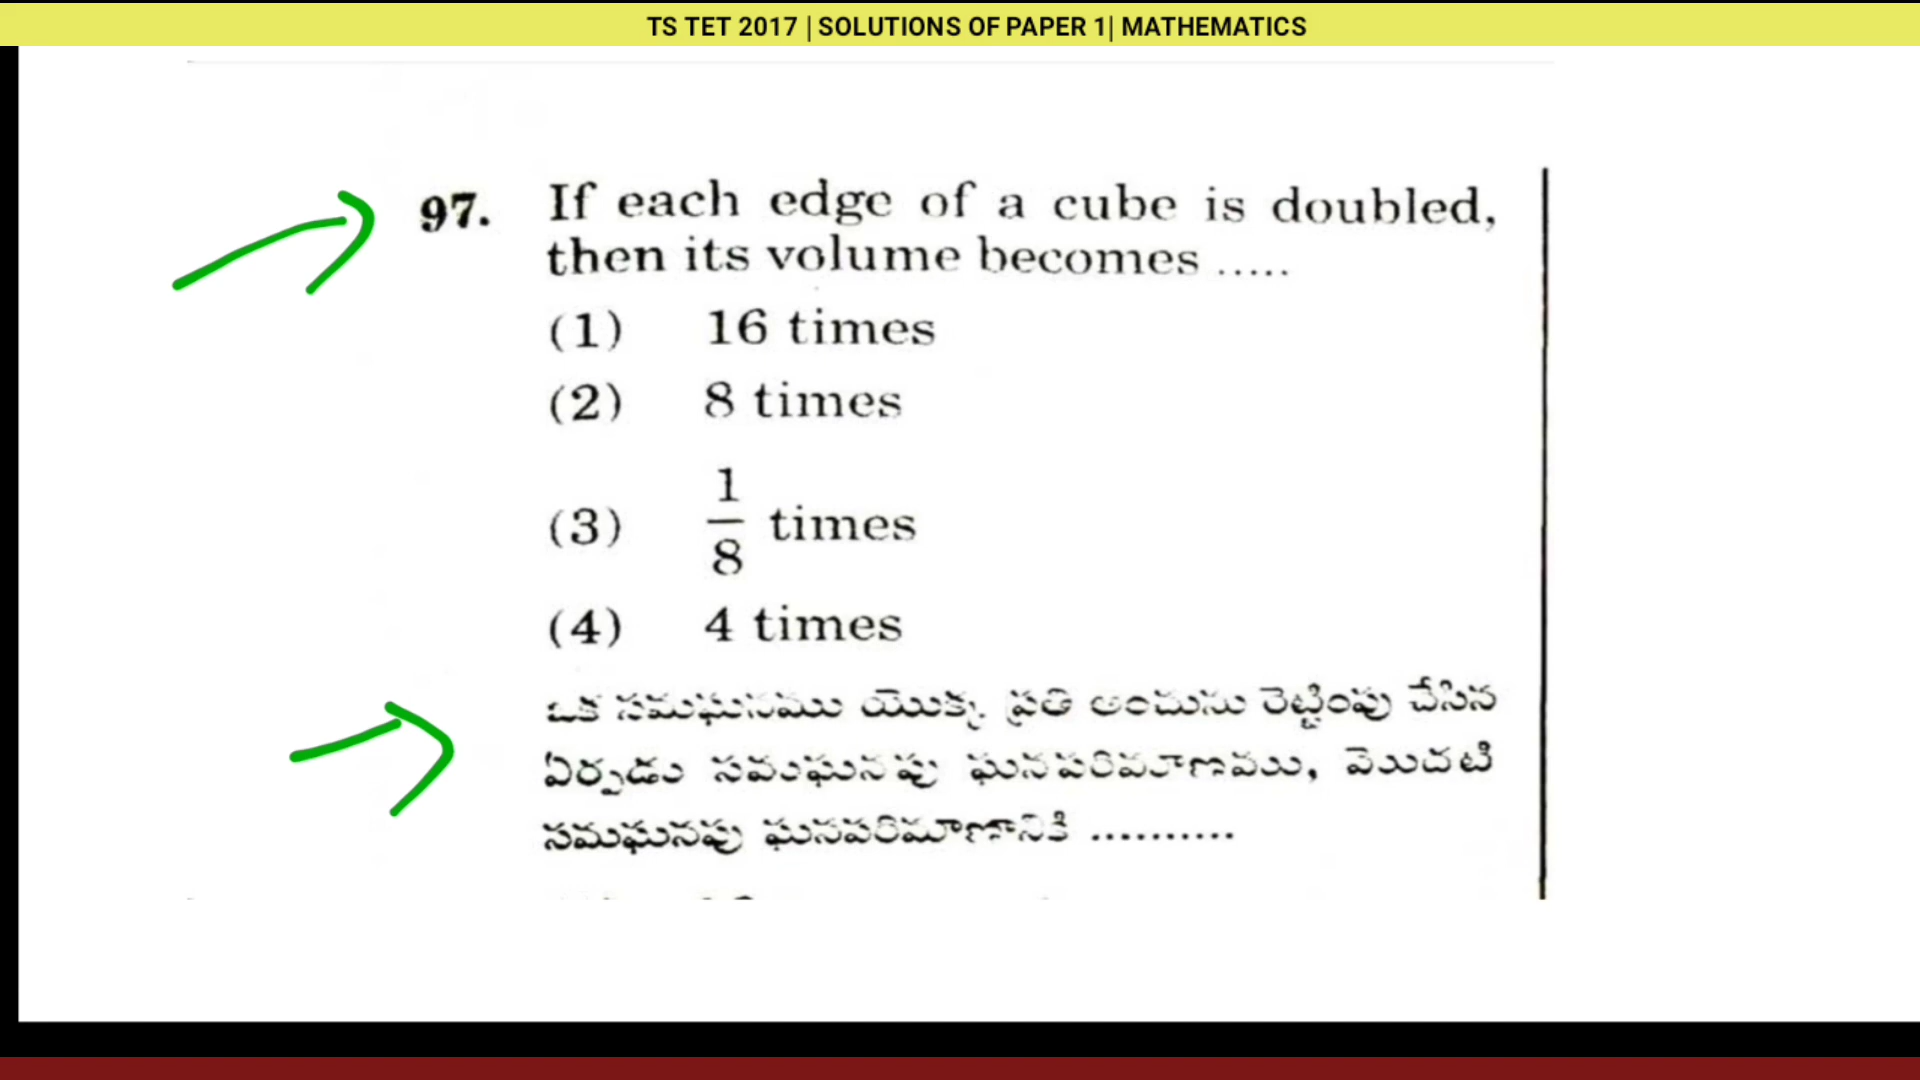 TS TET 2017 | SOLUTIONS OF PAPER 1| MATHEMATICS
97. If each edge of a cube is doubled,
then its volume becomes .....
(1) 16 times
(2) 8 times
(3) 1/8 times
(4) 4 times
ఒక సమఘనము యొక్క ప్రతి అంచును రెట్టింపు చేసిన
ఏర్పడు సమఘనపు ఘనపరిమాణము, మొదటి
సమఘనపు ఘనపరిమాణానికి ..........